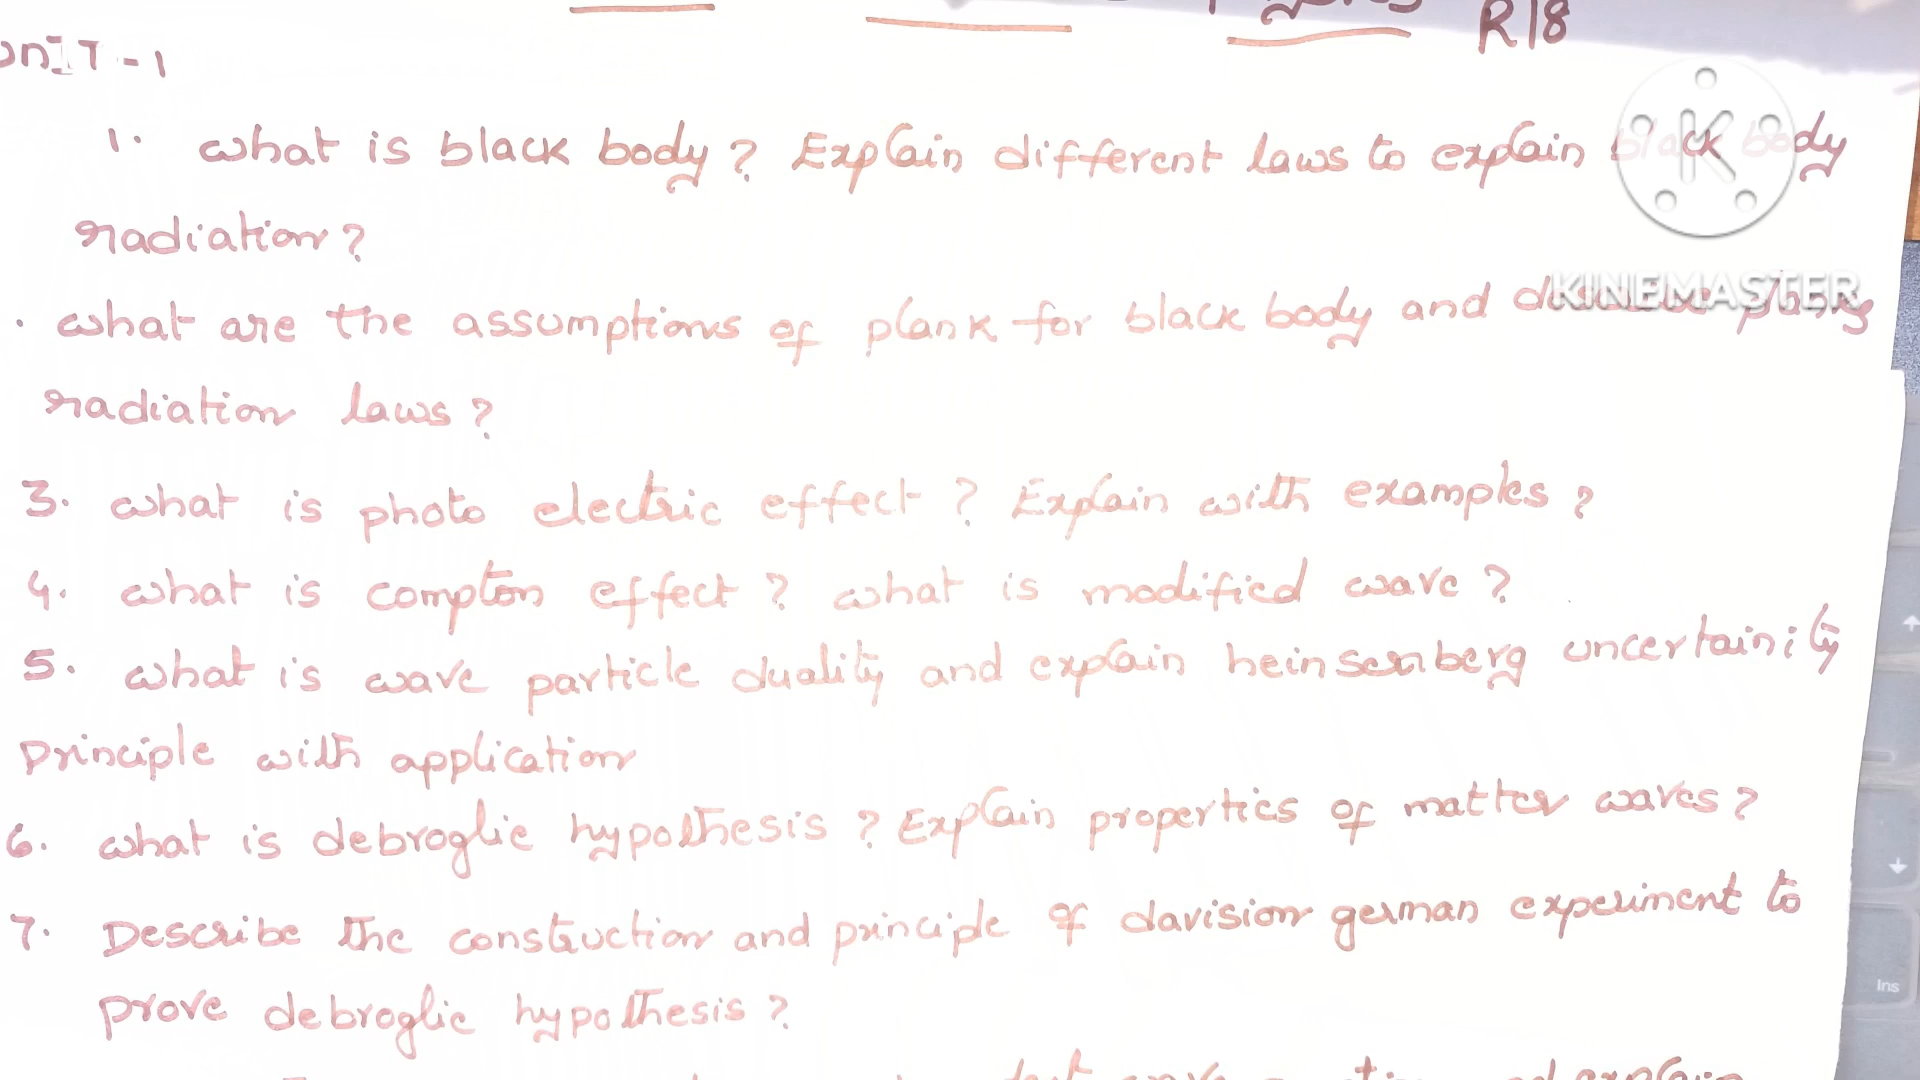 R18
UNIT-1
1. what is black body? Explain different laws to explain black body
radiation?
. what are the assumptions of plank for black body and
KINEMASTER
radiation laws?
3. what is photo electric effect? Explain with examples?
4. what is compton effect? what is modified wave?
5. what is wave particle duality and explain heinsenberg uncertainity
Principle with application
6. what is debroglie hypothesis? Explain properties of matter waves?
7. Describe the construction and principle of davision german experiment to
prove debroglie hypothesis?
Ins